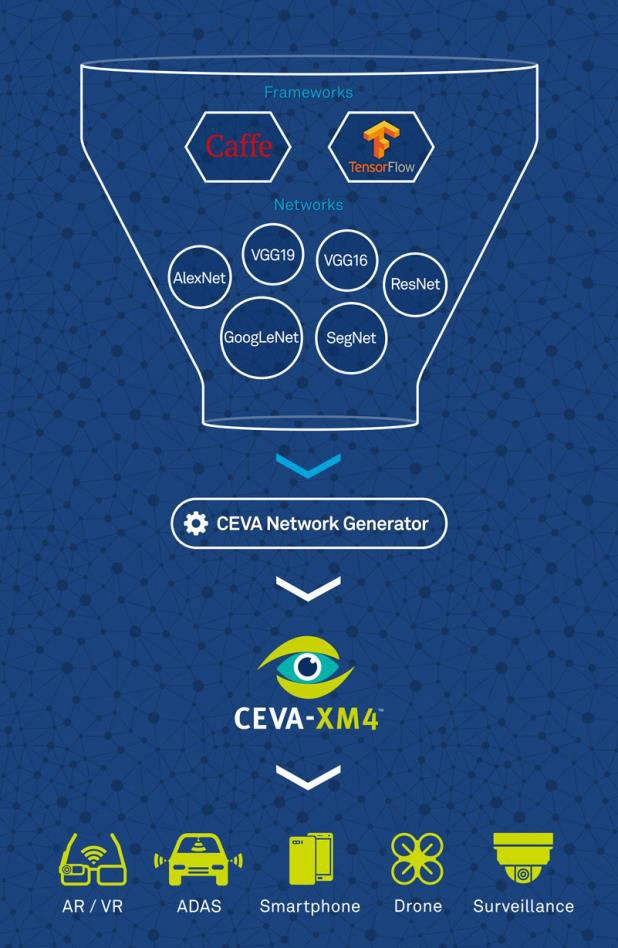 Frameworks
Caffe
TensorFlow
Networks
VGG19
VGG16
AlexNet
ResNet
GoogLeNet
SegNet
CEVA Network Generator
CEVA-XM4™
AR / VR
ADAS
Smartphone
Drone
Surveillance